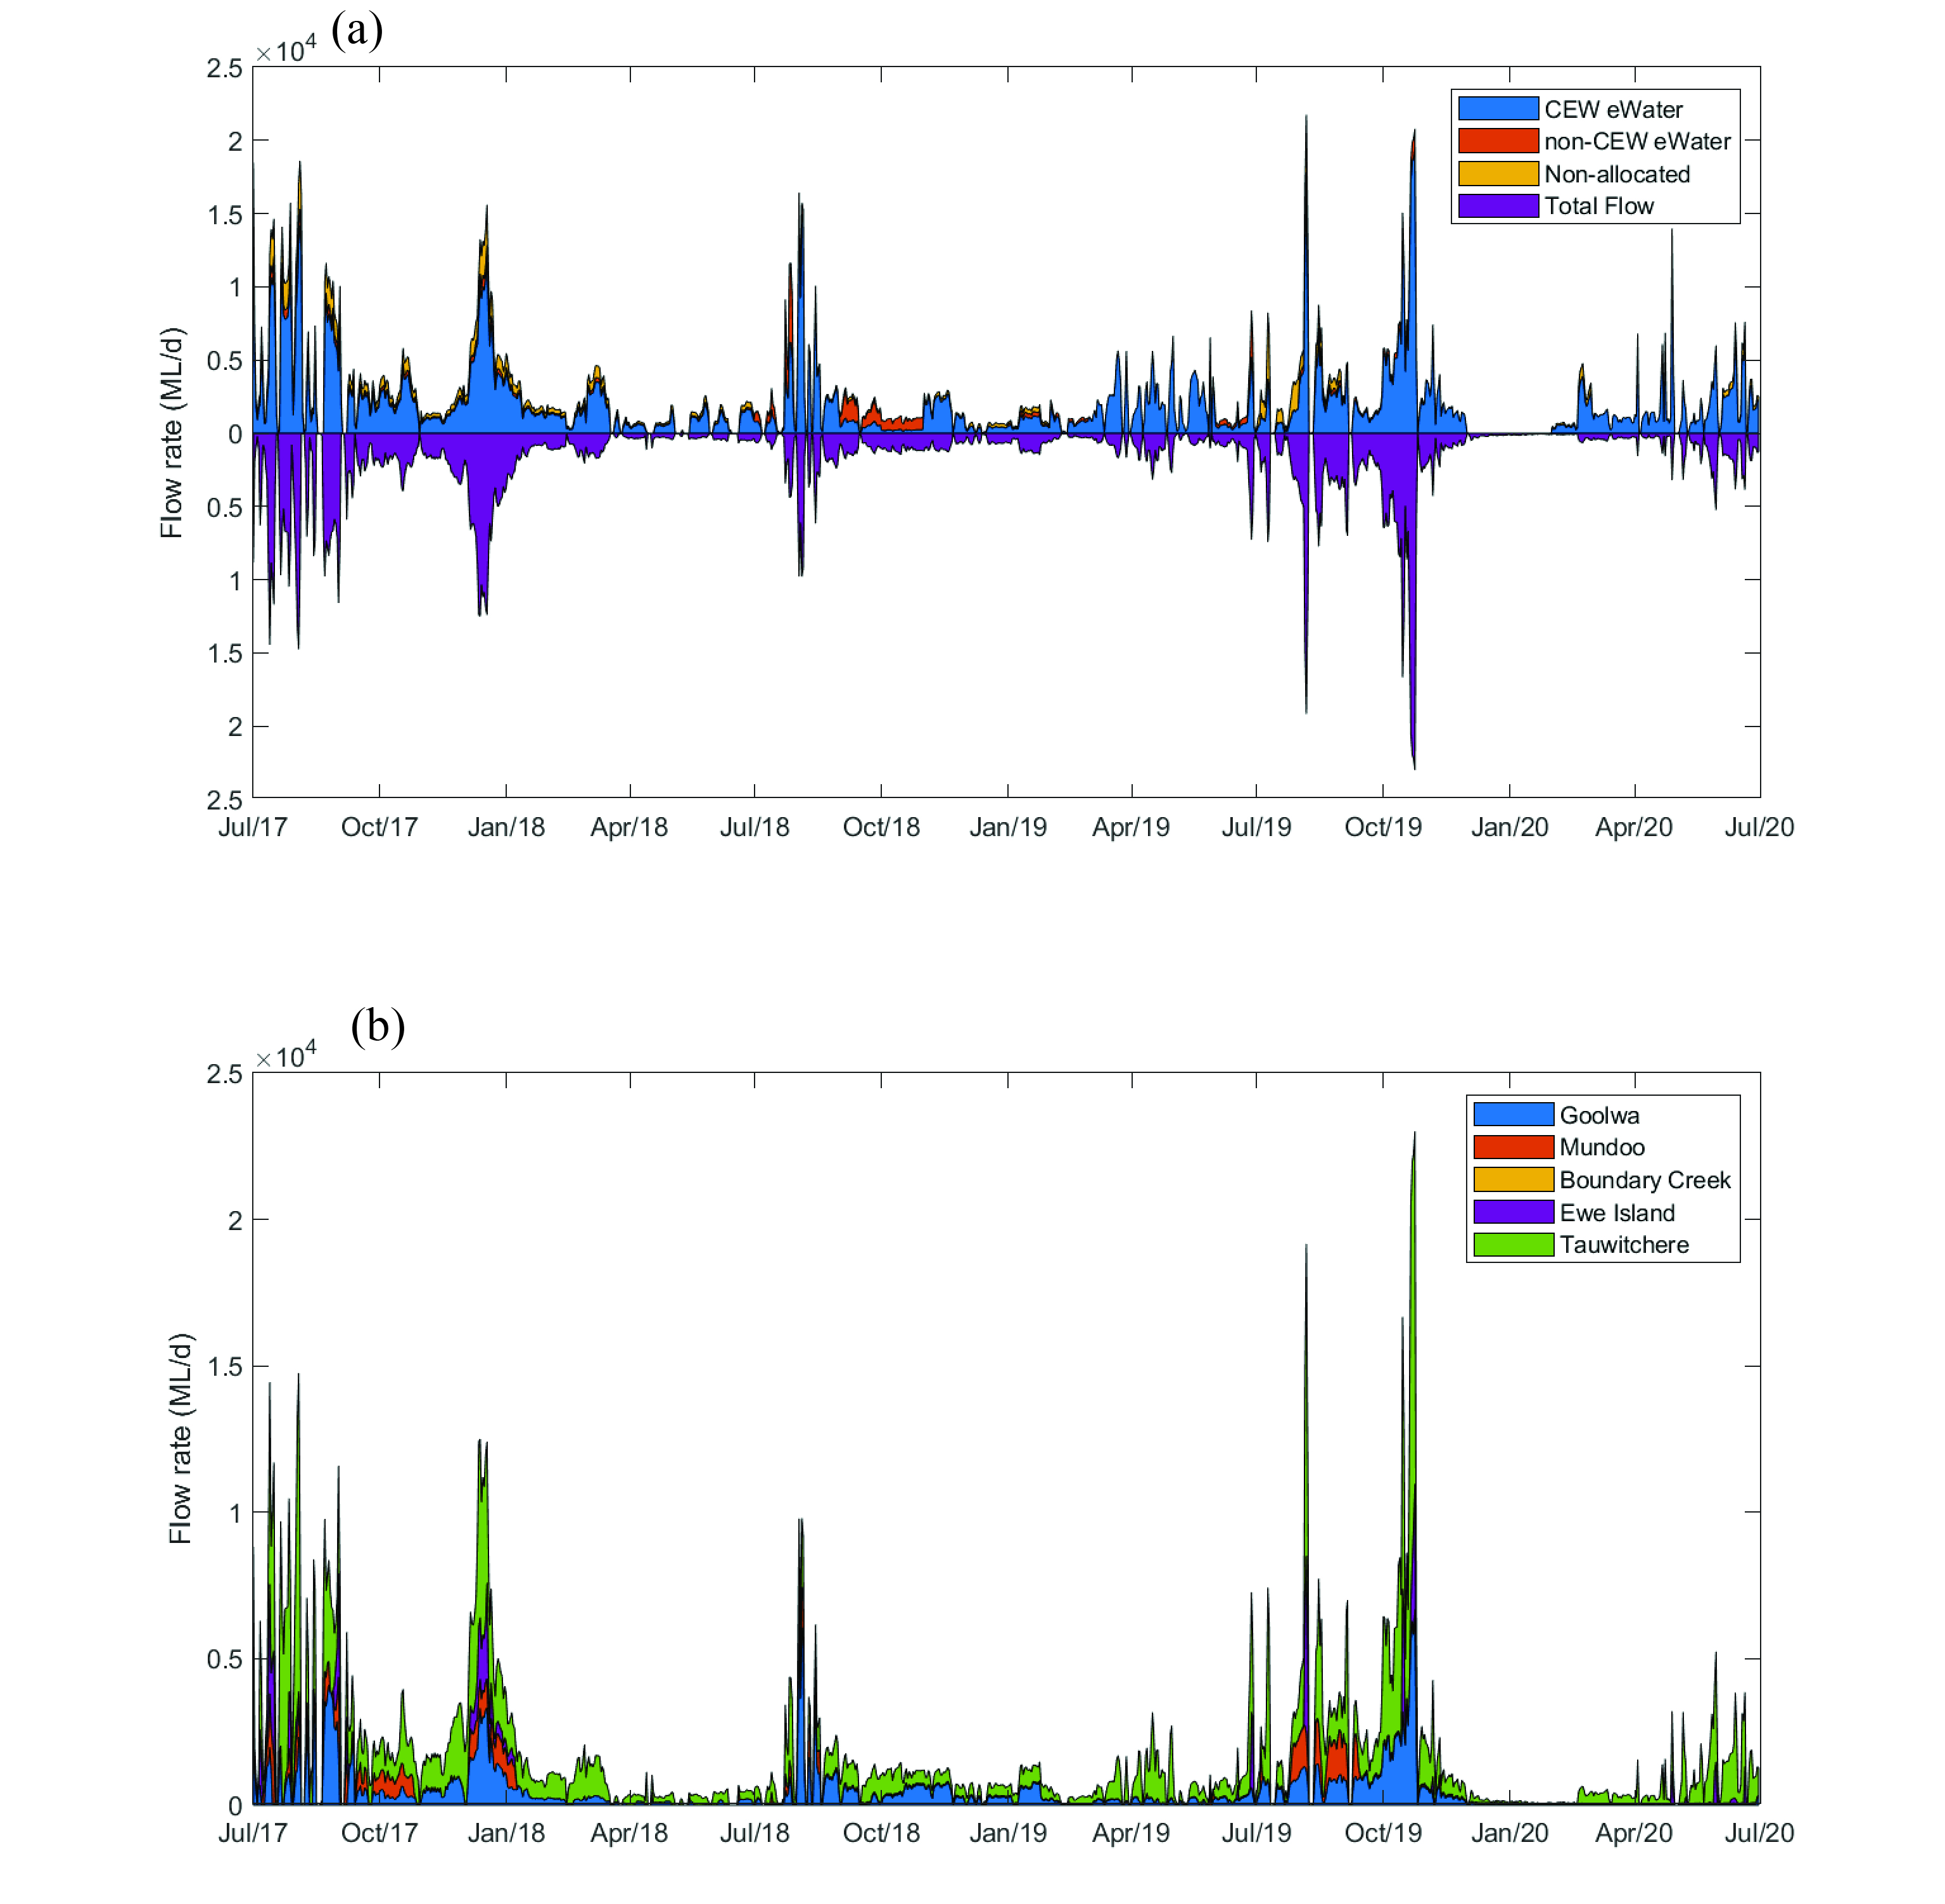 (a)
×10⁴
2.5
2
1.5
1
0.5
0
0.5
1
1.5
2
2.5
Flow rate (ML/d)
CEW eWater
non-CEW eWater
Non-allocated
Total Flow
Jul/17 Oct/17 Jan/18 Apr/18 Jul/18 Oct/18 Jan/19 Apr/19 Jul/19 Oct/19 Jan/20 Apr/20 Jul/20
(b)
×10⁴
2.5
2
1.5
1
0.5
0
Flow rate (ML/d)
Goolwa
Mundoo
Boundary Creek
Ewe Island
Tauwitchere
Jul/17 Oct/17 Jan/18 Apr/18 Jul/18 Oct/18 Jan/19 Apr/19 Jul/19 Oct/19 Jan/20 Apr/20 Jul/20